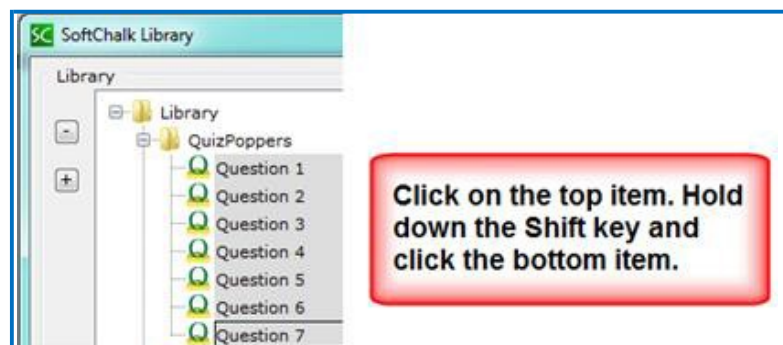 SC SoftChalk Library
Library
Library
QuizPoppers
Question 1
Question 2
Question 3
Question 4
Question 5
Question 6
Question 7
Click on the top item. Hold
down the Shift key and
click the bottom item.